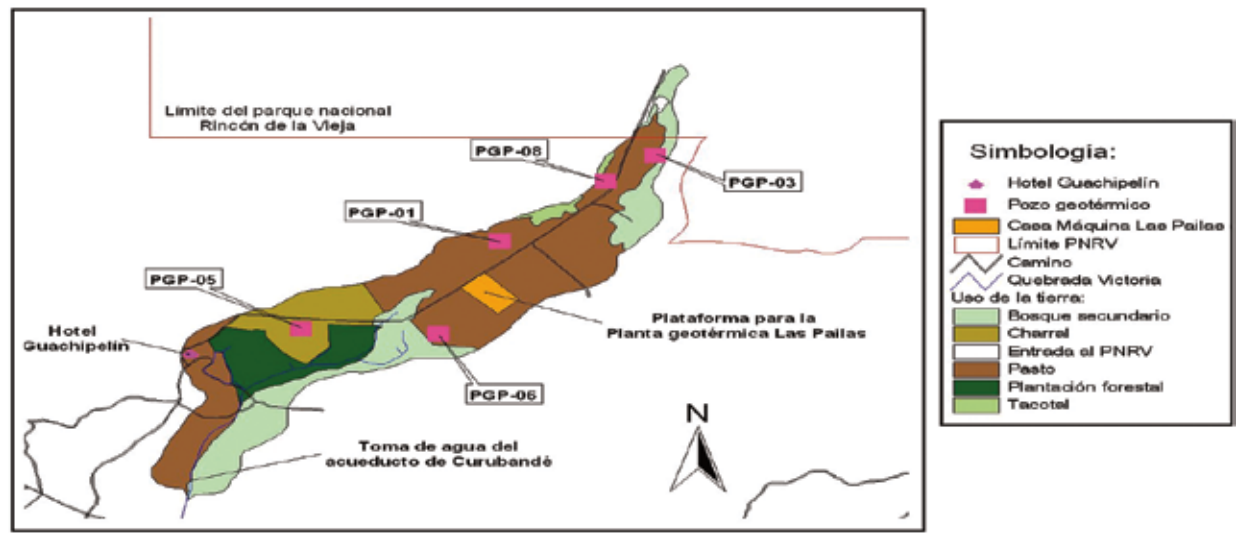 Límite del parque nacional
Rincón de la Vieja
PGP-08
PGP-03
PGP-01
PGP-05
Hotel
Guachipelín
Plataforma para la
Planta geotérmica Las Pailas
PGP-06
N
Toma de agua del
acueducto de Curubandé
Simbología:
Hotel Guachipelín
Pozo geotérmico
Casa Máquina Las Pailas
Límite PNRV
Camino
Quebrada Victoria
Uso de la tierra:
Bosque secundario
Charral
Entrada al PNRV
Pasto
Plantación forestal
Tacotal